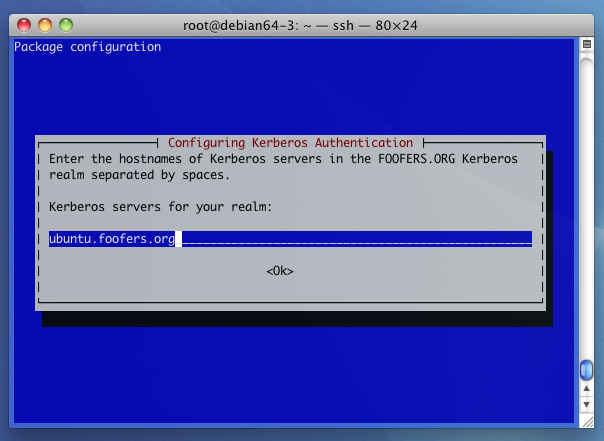 root@debian64-3: ~ — ssh — 80×24
Package configuration
Configuring Kerberos Authentication
Enter the hostnames of Kerberos servers in the FOOFERS.ORG Kerberos
realm separated by spaces.
Kerberos servers for your realm:
ubuntu.foofers.org
<Ok>